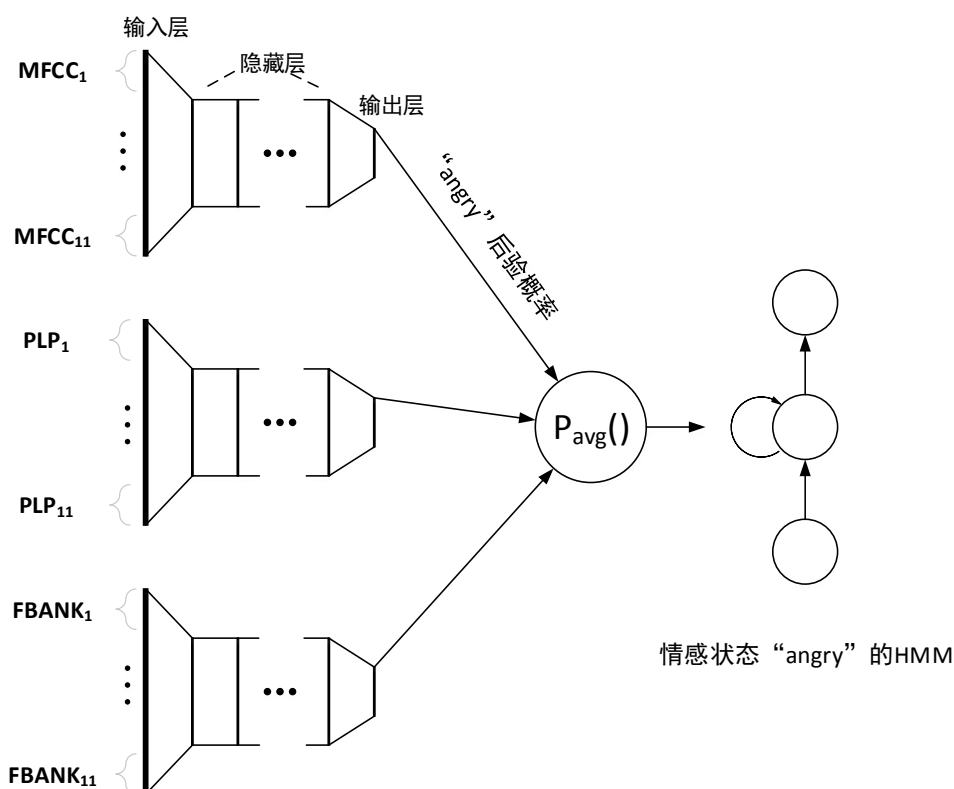 输入层
MFCC₁
隐藏层
输出层
MFCC₁₁
“angry”后验概率
PLP₁
PLP₁₁
Pavg()
FBANK₁
FBANK₁₁
情感状态“angry”的HMM